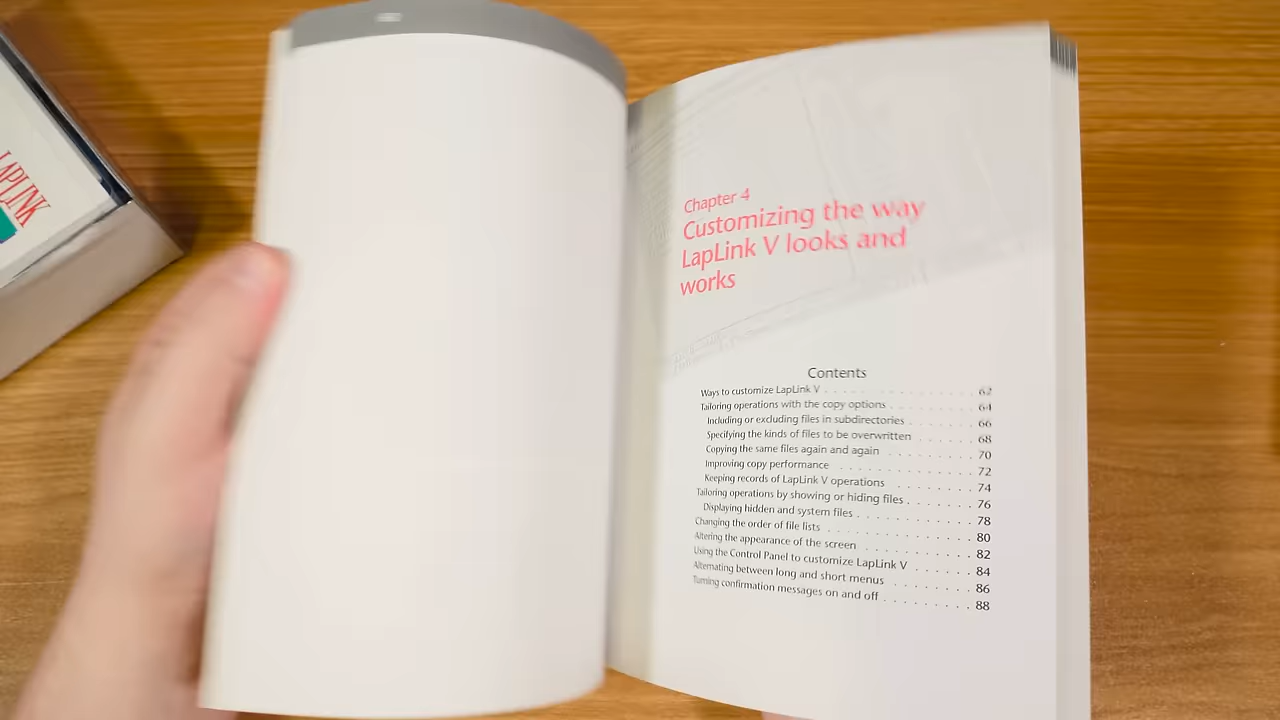 LAPLINK
Chapter 4
Customizing the way
LapLink V looks and
works
Contents
Ways to customize LapLink V . . . . . . . . . . . . 62
Tailoring operations with the copy options . . . . . . . . 64
Including or excluding files in subdirectories . . . . . . . 66
Specifying the kinds of files to be overwritten . . . . . . 68
Copying the same files again and again . . . . . . . . . 70
Improving copy performance . . . . . . . . . . . . 72
Keeping records of LapLink V operations . . . . . . . . 74
Tailoring operations by showing or hiding files . . . . . . . 76
Displaying hidden and system files . . . . . . . . . . 78
Changing the order of file lists . . . . . . . . . . . . 80
Altering the appearance of the screen . . . . . . . . . 82
Using the Control Panel to customize LapLink V . . . . . . 84
Alternating between long and short menus . . . . . . . . 86
Turning confirmation messages on and off . . . . . . . . . 88